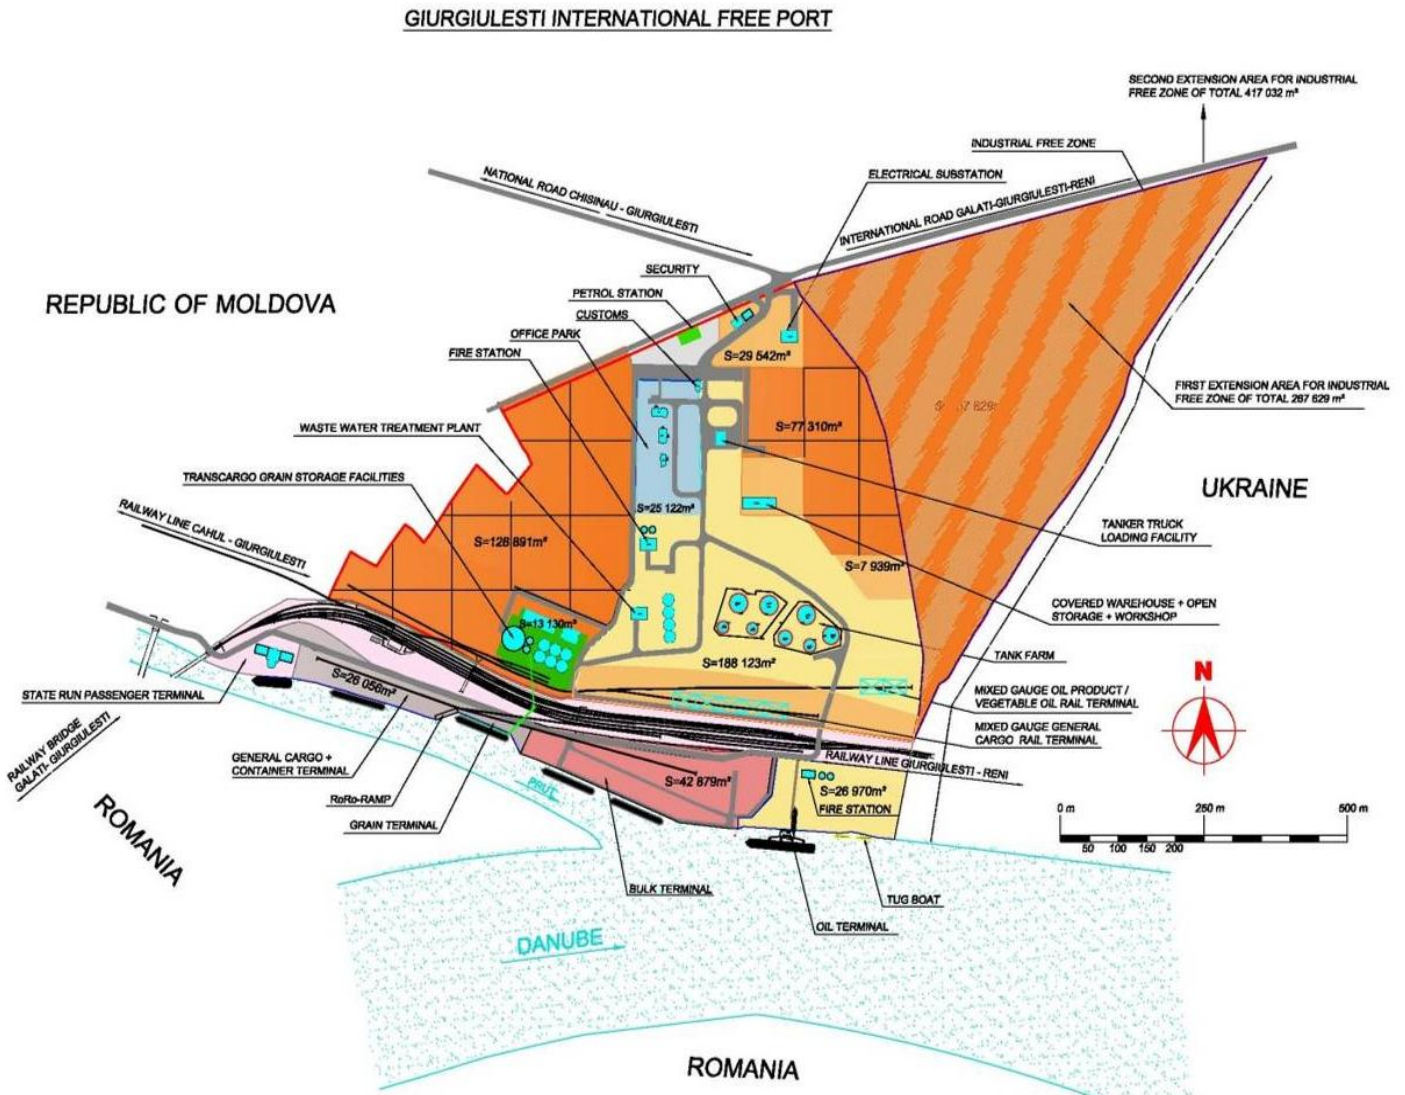 GIURGIULESTI INTERNATIONAL FREE PORT
SECOND EXTENSION AREA FOR INDUSTRIAL
FREE ZONE OF TOTAL 417 032 m²
INDUSTRIAL FREE ZONE
ELECTRICAL SUBSTATION
NATIONAL ROAD CHISINAU - GIURGIULESTI
INTERNATIONAL ROAD GALATI-GIURGIULESTI-RENI
SECURITY
PETROL STATION
CUSTOMS
OFFICE PARK
FIRE STATION
REPUBLIC OF MOLDOVA
S=29 542m²
FIRST EXTENSION AREA FOR INDUSTRIAL
FREE ZONE OF TOTAL 267 629 m²
S=77 310m²
WASTE WATER TREATMENT PLANT
TRANSCARGO GRAIN STORAGE FACILITIES
UKRAINE
RAILWAY LINE CAHUL - GIURGIULESTI
S=25 122m²
TANKER TRUCK
LOADING FACILITY
S=126 891m²
S=7 939m²
COVERED WAREHOUSE + OPEN
STORAGE + WORKSHOP
S=13 130m²
TANK FARM
S=188 123m²
N
STATE RUN PASSENGER TERMINAL
S=26 056m²
MIXED GAUGE OIL PRODUCT /
VEGETABLE OIL RAIL TERMINAL
MIXED GAUGE GENERAL
CARGO RAIL TERMINAL
RAILWAY BRIDGE
GALATI- GIURGIULESTI
GENERAL CARGO +
CONTAINER TERMINAL
RAILWAY LINE GIURGIULESTI - RENI
PRUT
S=42 879m²
S=26 970m²
FIRE STATION
RoRo-RAMP
GRAIN TERMINAL
0 m 250 m 500 m
50 100 150 200
ROMANIA
BULK TERMINAL
TUG BOAT
OIL TERMINAL
DANUBE
ROMANIA